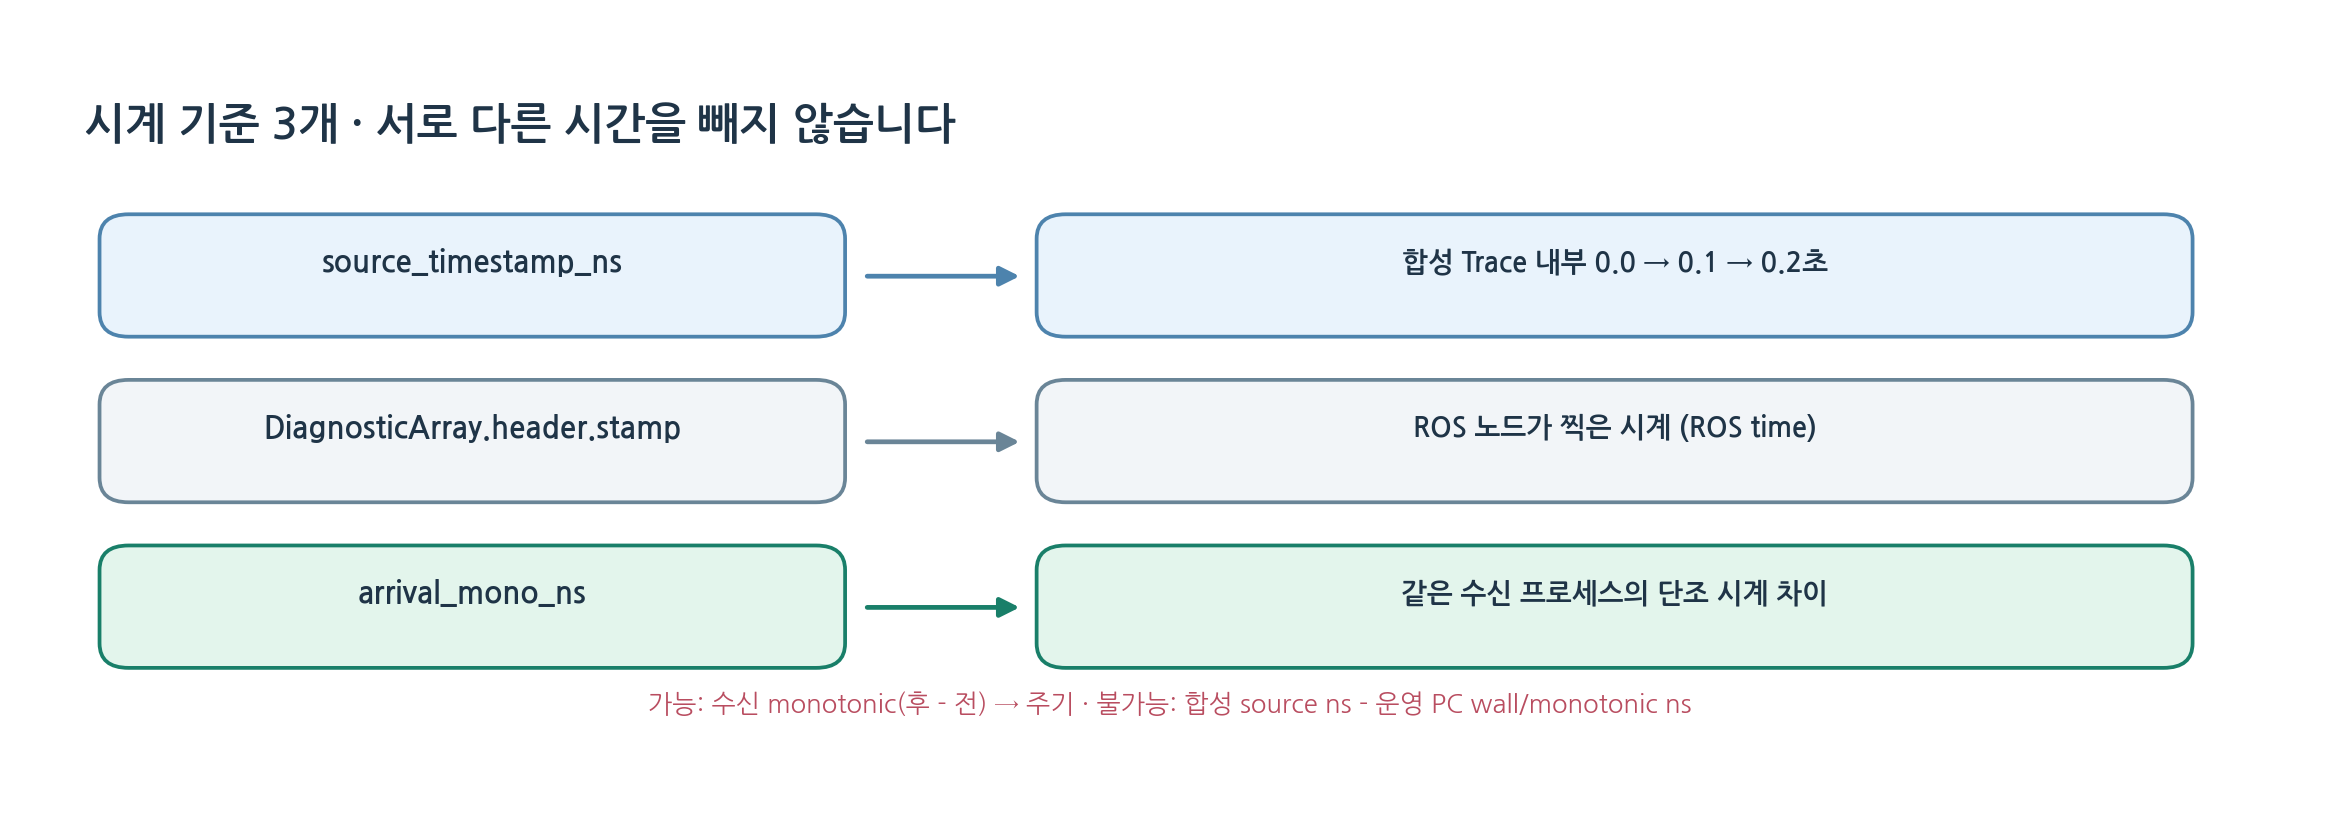 시계 기준 3개 · 서로 다른 시간을 빼지 않습니다
source_timestamp_ns
합성 Trace 내부 0.0 → 0.1 → 0.2초
DiagnosticArray.header.stamp
ROS 노드가 찍은 시계 (ROS time)
arrival_mono_ns
같은 수신 프로세스의 단조 시계 차이
가능: 수신 monotonic(후 - 전) → 주기 · 불가능: 합성 source ns - 운영 PC wall/monotonic ns